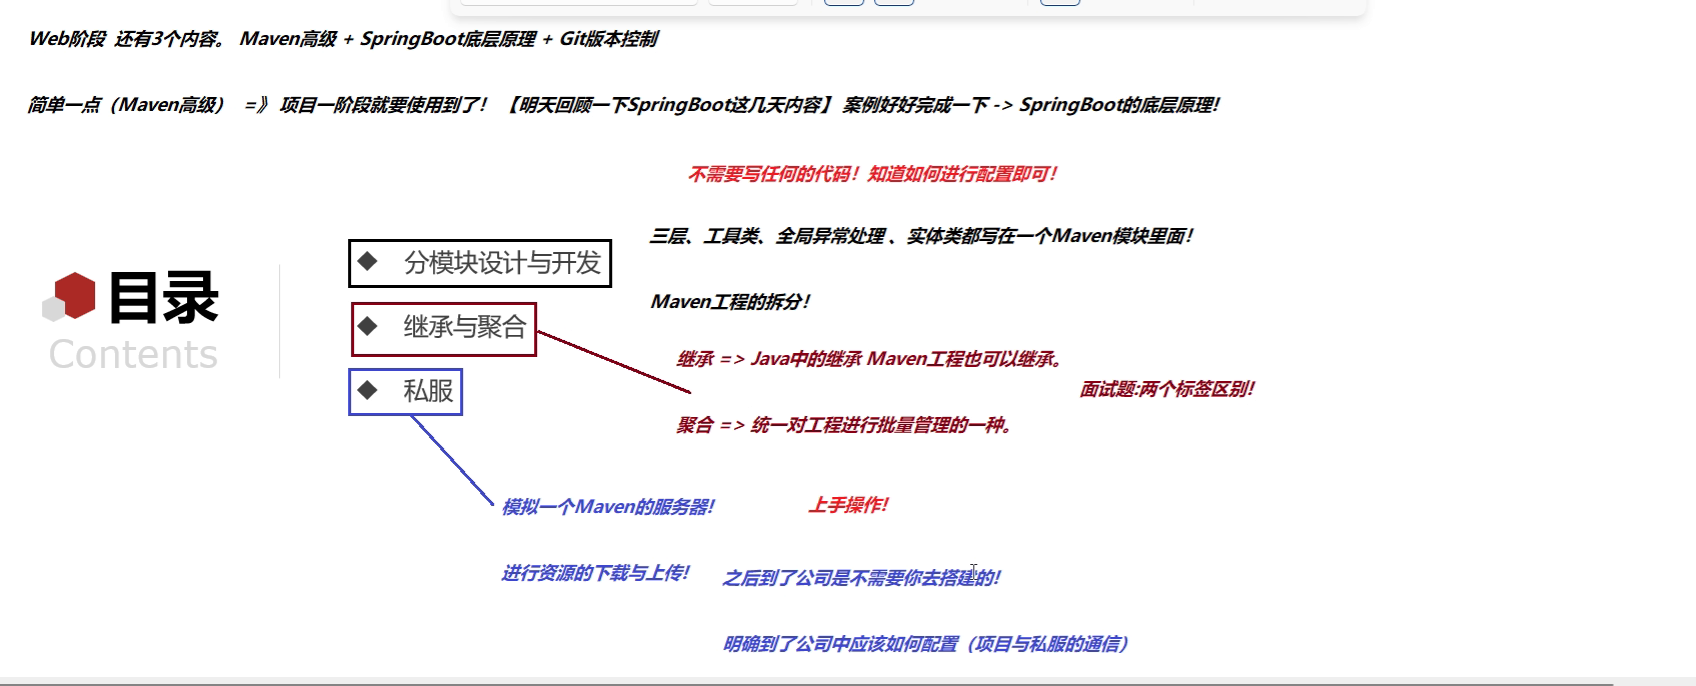 Web阶段 还有3个内容。 Maven高级 + SpringBoot底层原理 + Git版本控制
简单一点（Maven高级） =》 项目一阶段就要使用到了！ 【明天回顾一下SpringBoot这几天内容】 案例好好完成一下 -> SpringBoot的底层原理！
不需要写任何的代码！知道如何进行配置即可！
三层、工具类、全局异常处理 、实体类都写在一个Maven模块里面！
目录
Contents
◆ 分模块设计与开发
Maven工程的拆分！
◆ 继承与聚合
继承 => Java中的继承 Maven工程也可以继承。
面试题:两个标签区别！
◆ 私服
聚合 => 统一对工程进行批量管理的一种。
模拟一个Maven的服务器！
上手操作！
进行资源的下载与上传！
之后到了公司是不需要你去搭建的！
明确到了公司中应该如何配置（项目与私服的通信）